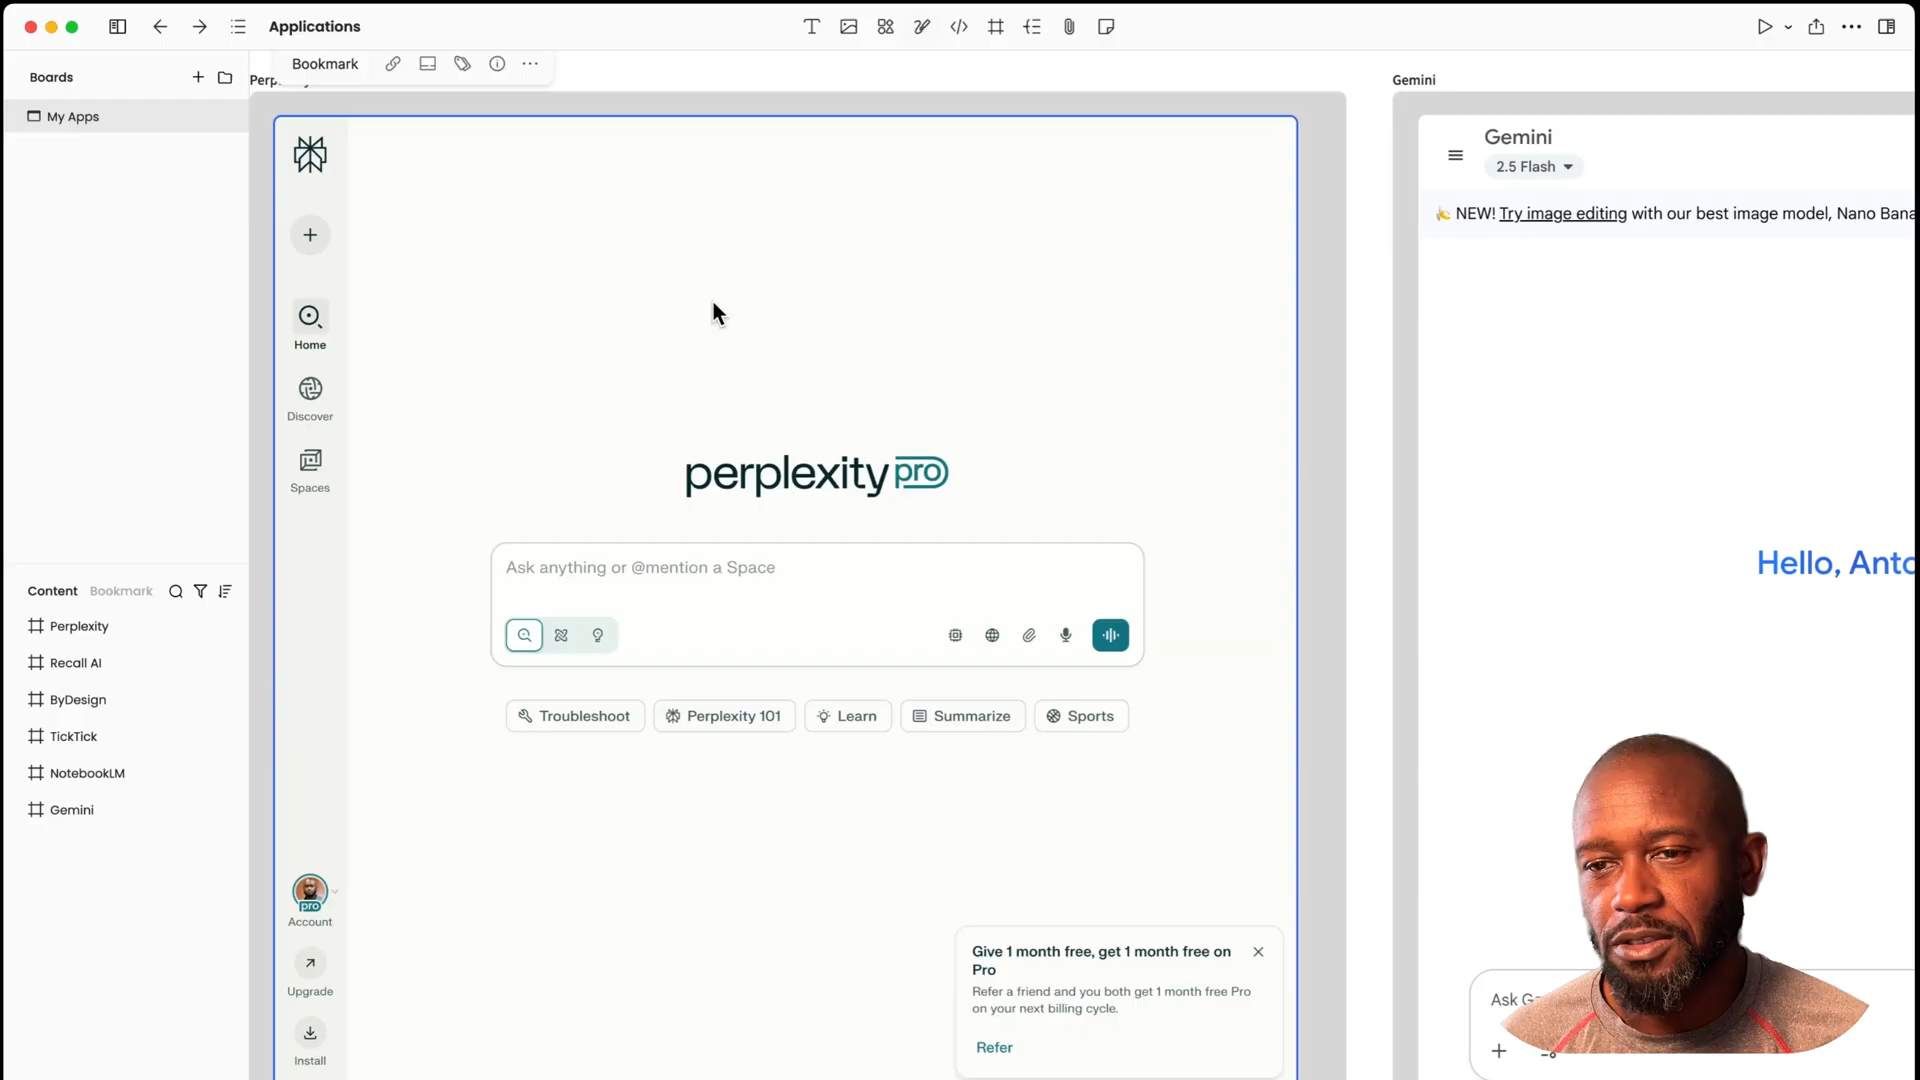 Applications
Boards
My Apps
Content Bookmark
Perplexity
Recall AI
ByDesign
TickTick
NotebookLM
Gemini
Bookmark
Home
Discover
Spaces
pro
Account
Upgrade
Install
perplexity pro
Ask anything or @mention a Space
Troubleshoot
Perplexity 101
Learn
Summarize
Sports
Give 1 month free, get 1 month free on
Pro
Refer a friend and you both get 1 month free Pro
on your next billing cycle.
Refer
Gemini
Gemini
2.5 Flash
NEW! Try image editing with our best image model, Nano Bana
Hello, Anto
Ask G